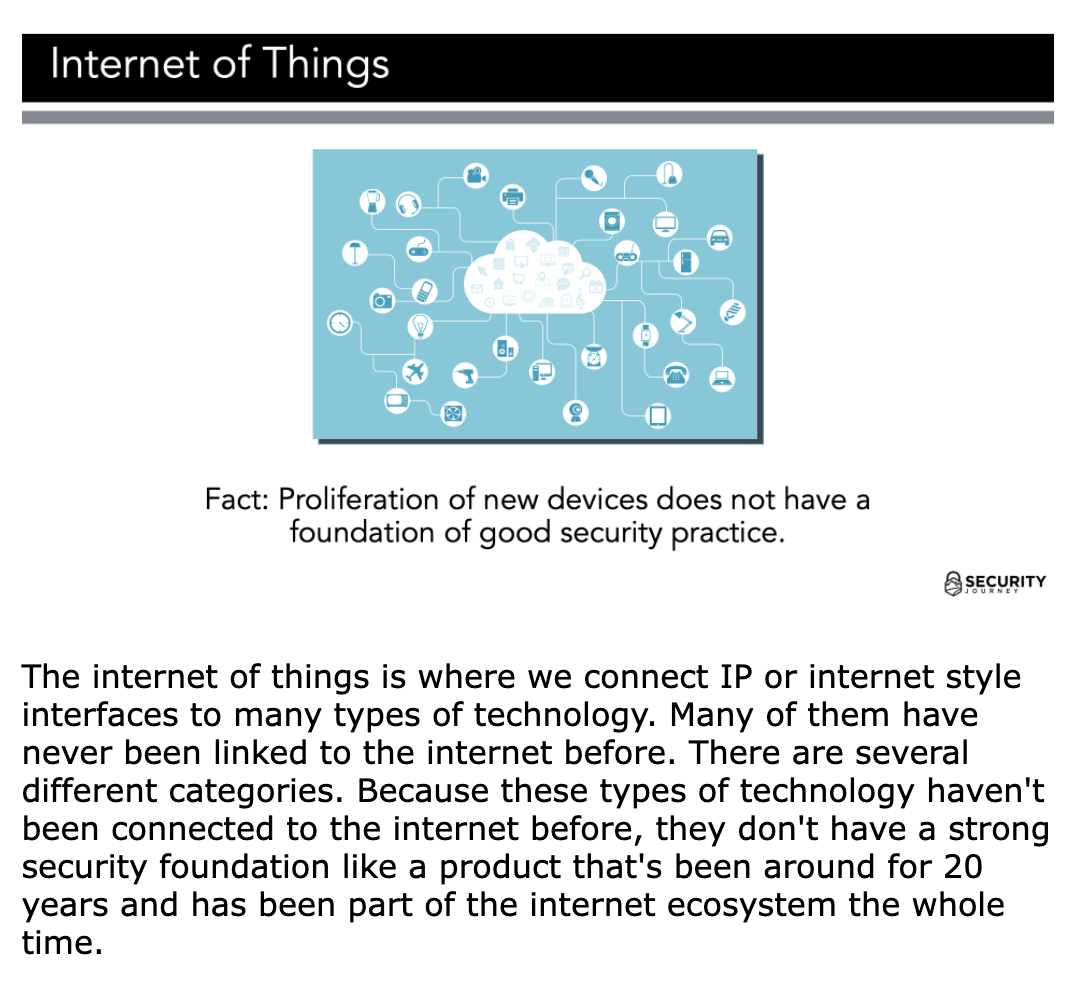 Internet of Things
Fact: Proliferation of new devices does not have a
foundation of good security practice.
SECURITY
JOURNEY
The internet of things is where we connect IP or internet style
interfaces to many types of technology. Many of them have
never been linked to the internet before. There are several
different categories. Because these types of technology haven't
been connected to the internet before, they don't have a strong
security foundation like a product that's been around for 20
years and has been part of the internet ecosystem the whole
time.